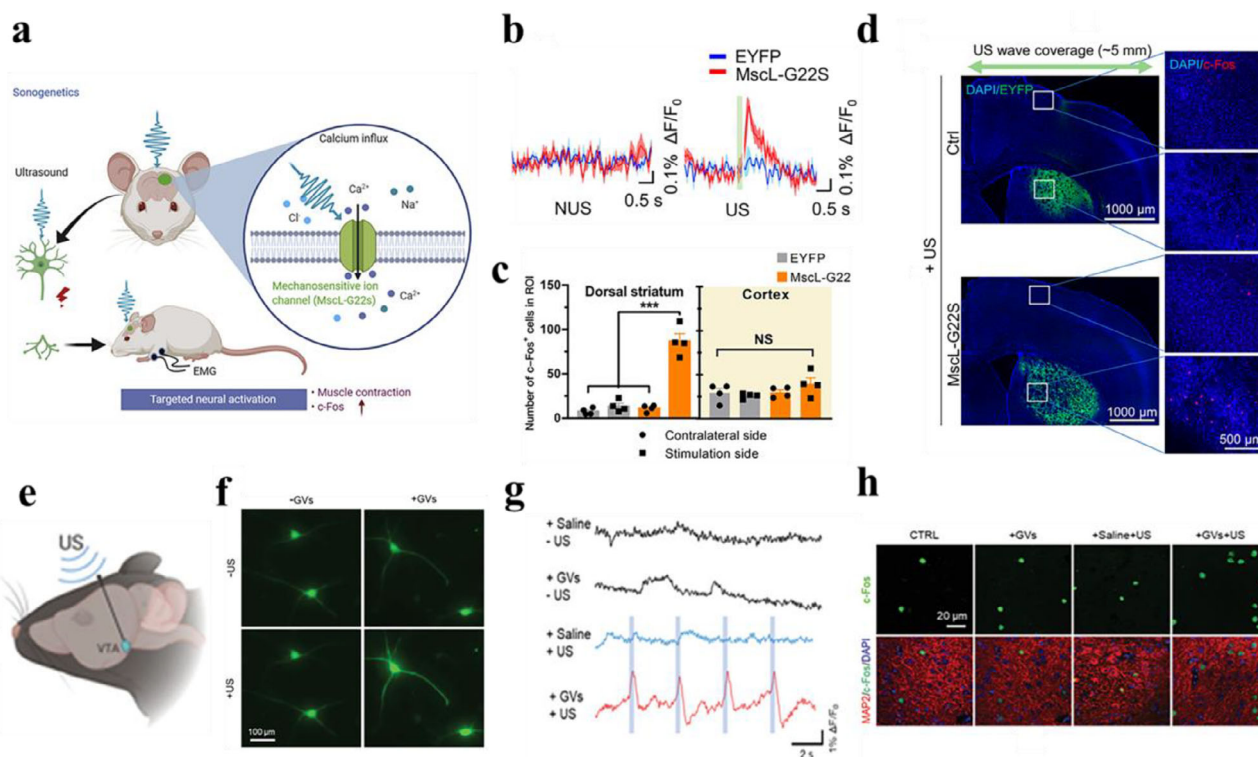 a
Sonogenetics
Ultrasound
Calcium influx
Ca²⁺
Cl⁻
Na⁺
Mechanosensitive ion
channel (MscL-G22s)
Ca²⁺
EMG
Targeted neural activation
• Muscle contraction
• c-Fos
b
EYFP
MscL-G22S
0.1% ΔF/F₀
0.5 s
NUS
0.1% ΔF/F₀
0.5 s
US
c
EYFP
MscL-G22
Number of c-Fos⁺ cells in ROI
150
100
50
0
Dorsal striatum
***
Cortex
NS
Contralateral side
Stimulation side
d
US wave coverage (~5 mm)
DAPI/EYFP
DAPI/c-Fos
Ctrl
1000 µm
+ US
MscL-G22S
1000 µm
500 µm
e
US
VTA
f
-GVs
+GVs
-US
+US
100 µm
g
+ Saline
- US
+ GVs
- US
+ Saline
+ US
+ GVs
+ US
1% ΔF/F₀
2 s
h
CTRL
+GVs
+Saline+US
+GVs+US
c-Fos
20 µm
MAP2/c-Fos/DAPI